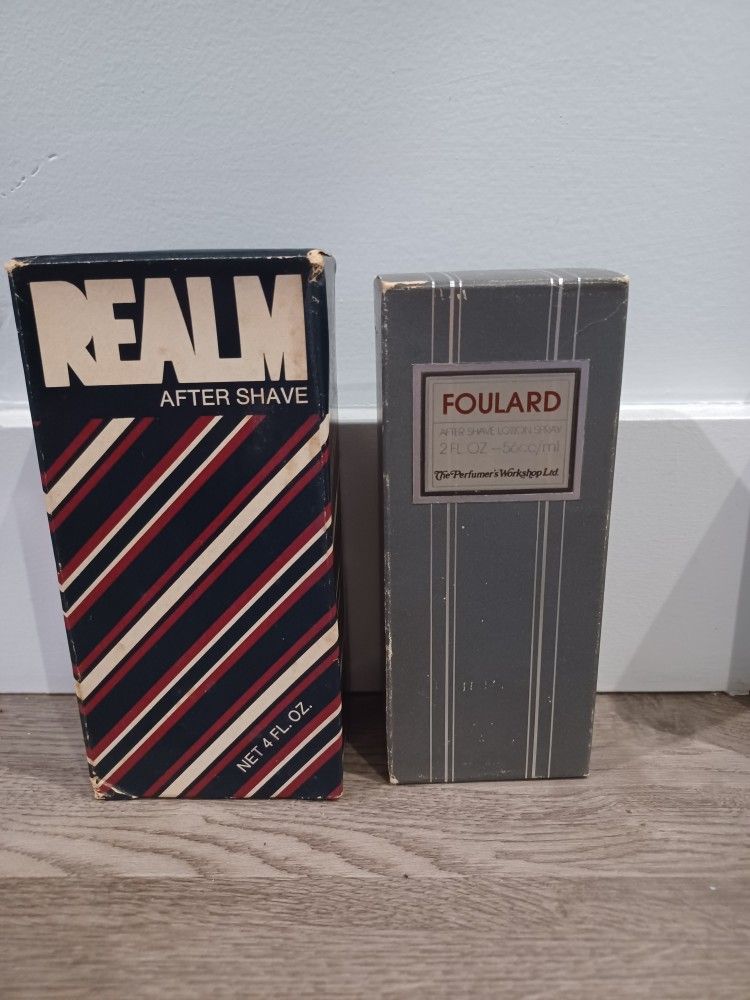 REALM
AFTER SHAVE
NET 4 FL. OZ.
FOULARD
AFTER SHAVE LOTION SPRAY
2 FL OZ – 56cc/ml
The Perfumer's Workshop Ltd.